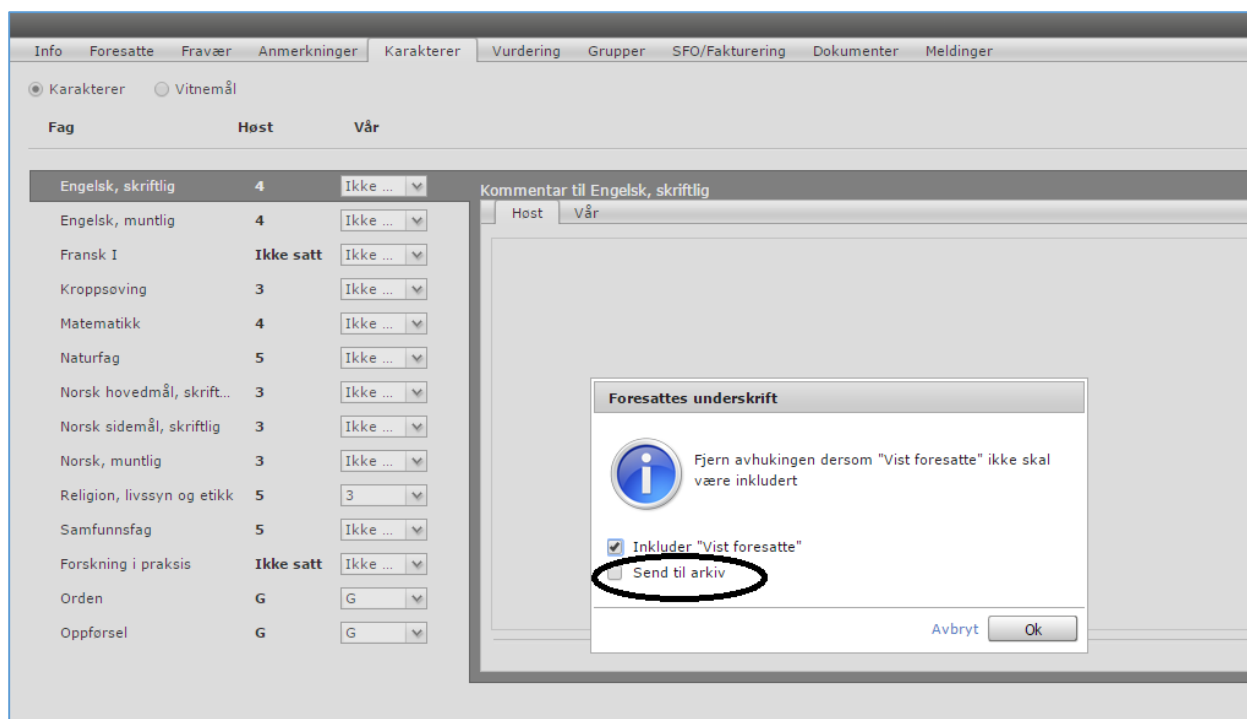 Info Foresatte Fravær Anmerkninger Karakterer Vurdering Grupper SFO/Fakturering Dokumenter Meldinger
Karakterer Vitnemål
Fag Høst Vår
Engelsk, skriftlig 4 Ikke ...
Kommentar til Engelsk, skriftlig
Høst Vår
Engelsk, muntlig 4 Ikke ...
Fransk I Ikke satt Ikke ...
Kroppsøving 3 Ikke ...
Matematikk 4 Ikke ...
Naturfag 5 Ikke ...
Norsk hovedmål, skrift... 3 Ikke ...
Norsk sidemål, skriftlig 3 Ikke ...
Norsk, muntlig 3 Ikke ...
Religion, livssyn og etikk 5 3
Samfunnsfag 5 Ikke ...
Forskning i praksis Ikke satt Ikke ...
Orden G G
Oppførsel G G
Foresattes underskrift
Fjern avhukingen dersom "Vist foresatte" ikke skal
være inkludert
Inkluder "Vist foresatte"
Send til arkiv
Avbryt Ok